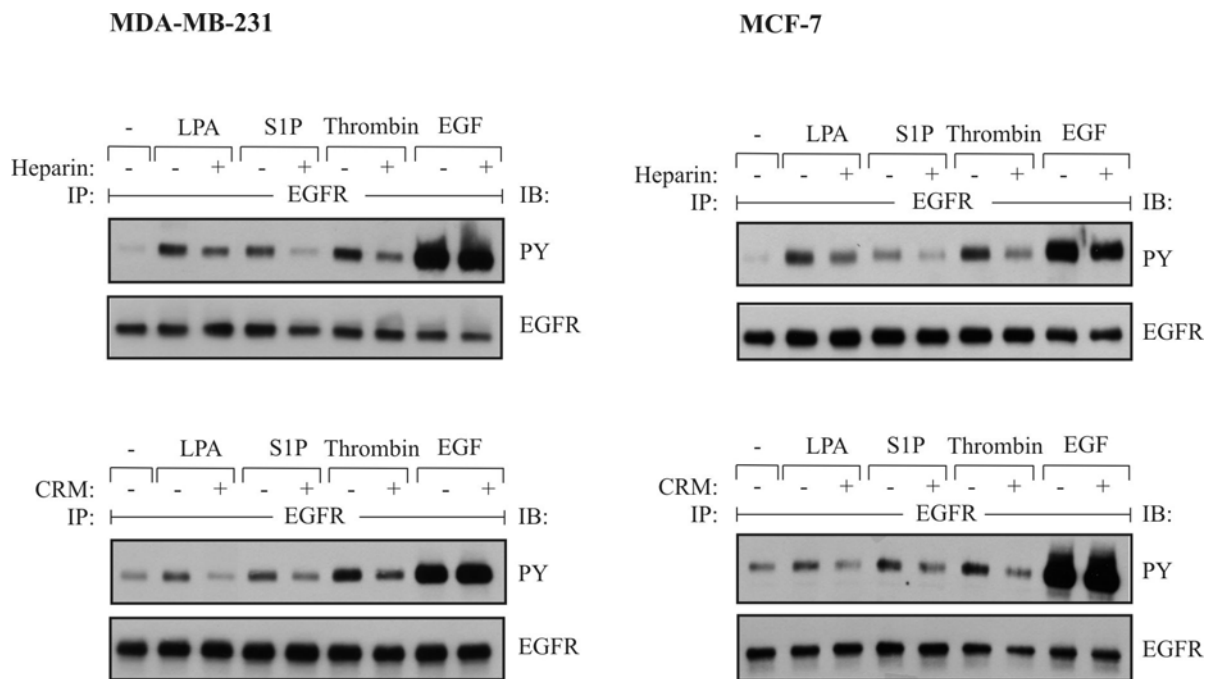 MDA-MB-231
- LPA S1P Thrombin EGF
Heparin: - - + - + - + - +
IP: EGFR IB:
PY
EGFR
- LPA S1P Thrombin EGF
CRM: - - + - + - + - +
IP: EGFR IB:
PY
EGFR
MCF-7
- LPA S1P Thrombin EGF
Heparin: - - + - + - + - +
IP: EGFR IB:
PY
EGFR
- LPA S1P Thrombin EGF
CRM: - - + - + - + - +
IP: EGFR IB:
PY
EGFR